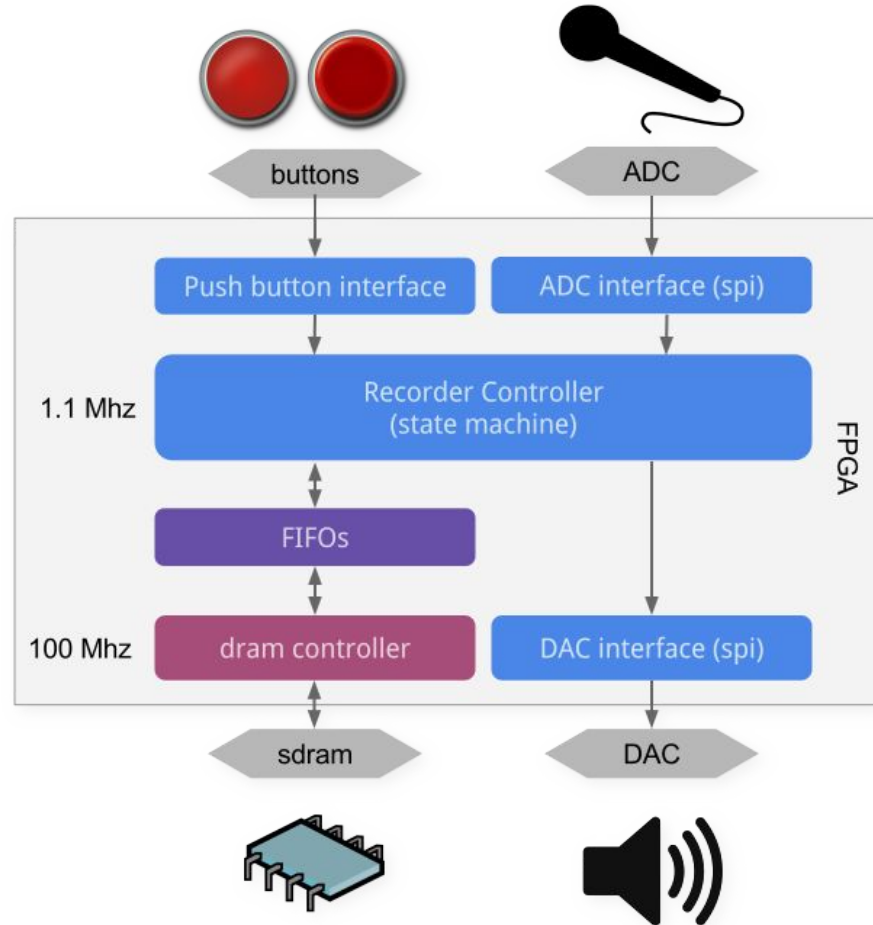 buttons
ADC
Push button interface
ADC interface (spi)
1.1 Mhz
Recorder Controller
(state machine)
FPGA
FIFOs
100 Mhz
dram controller
DAC interface (spi)
sdram
DAC